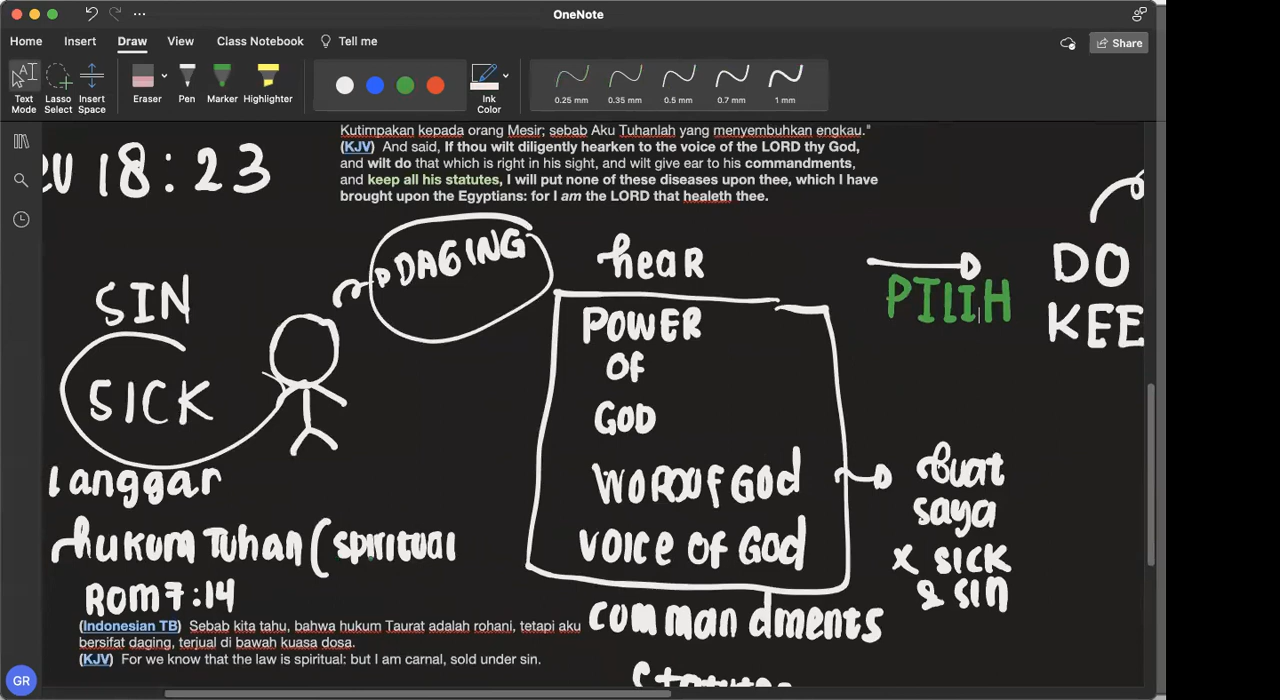 OneNote
Home Insert Draw View Class Notebook Tell me
Share
Text Mode
Lasso Select
Insert Space
Eraser
Pen
Marker
Highlighter
Ink Color
0.25 mm
0.35 mm
0.5 mm
0.7 mm
1 mm
Kutimpakan kepada orang Mesir; sebab Aku Tuhanlah yang menyembuhkan engkau."
(KJV) And said, If thou wilt diligently hearken to the voice of the LORD thy God,
and wilt do that which is right in his sight, and will give ear to his commandments,
and keep all his statutes, I will put none of these diseases upon thee, which I have
brought upon the Egyptians: for I am the LORD that healeth thee.
18:23
DAGING
hear
PILIH
DO
KEE
SIN
SICK
POWER
OF
GOD
WORD OF GOD
VOICE OF GOD
buat
saya
x SICK
& SIN
Langgar
hukum Tuhan (spiritual
Rom 7:14
commandments
(Indonesian TB) Sebab kita tahu, bahwa hukum Taurat adalah rohani, tetapi aku
bersifat daging, terjual di bawah kuasa dosa.
(KJV) For we know that the law is spiritual: but I am carnal, sold under sin.
GR